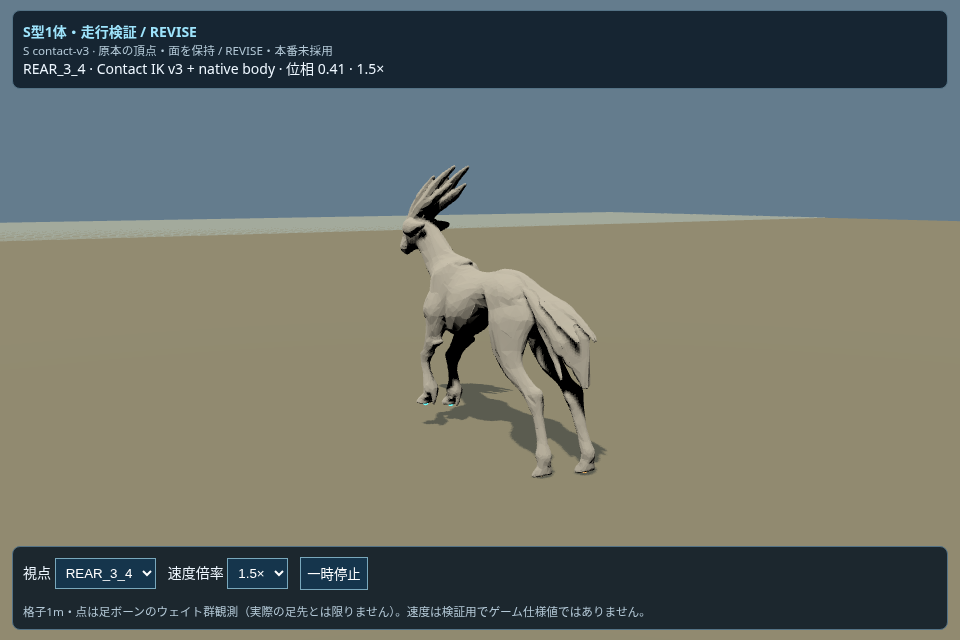 S型1体・走行検証 / REVISE
S contact-v3 · 原本の頂点・面を保持 / REVISE・本番未採用
REAR_3_4 · Contact IK v3 + native body · 位相 0.41 · 1.5×
視点 REAR_3_4 速度倍率 1.5× 一時停止
格子1m・点は足ボーンのウェイト群観測（実際の足先とは限りません）。速度は検証用でゲーム仕様値ではありません。